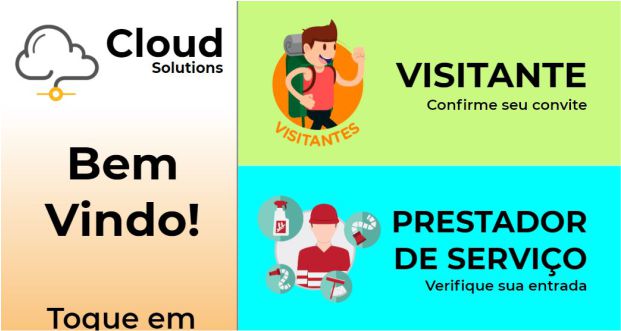 Cloud
Solutions
Bem
Vindo!
Toque em
VISITANTES
VISITANTE
Confirme seu convite
PRESTADOR
DE SERVIÇO
Verifique sua entrada